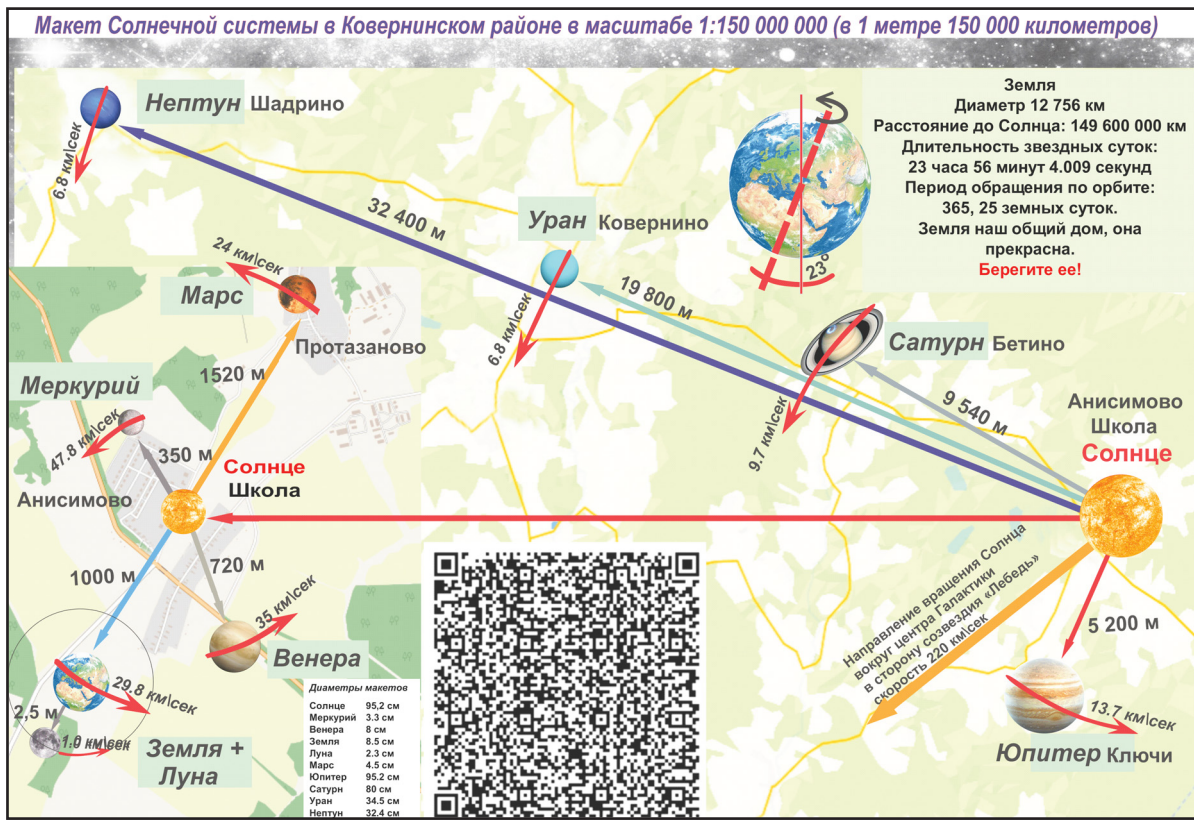 Макет Солнечной системы в Ковернинском районе в масштабе 1:150 000 000 (в 1 метре 150 000 километров)
Нептун Шадрино
6.8 км\сек
32 400 м
Уран Ковернино
6.8 км\сек
19 800 м
23°
Земля
Диаметр 12 756 км
Расстояние до Солнца: 149 600 000 км
Длительность звездных суток:
23 часа 56 минут 4.009 секунд
Период обращения по орбите:
365, 25 земных суток.
Земля наш общий дом, она
прекрасна.
Берегите ее!
Сатурн Бетино
9.7 км\сек
9 540 м
Анисимово
Школа
Солнце
24 км\сек
Марс
Протазаново
1520 м
Меркурий
47.8 км\сек
350 м
Анисимово
Солнце
Школа
1000 м
720 м
35 км\сек
Венера
29.8 км\сек
2,5 м
1.0 км\сек
Земля +
Луна
Диаметры макетов
Солнце 95,2 см
Меркурий 3.3 см
Венера 8 см
Земля 8.5 см
Луна 2.3 см
Марс 4.5 см
Юпитер 95.2 см
Сатурн 80 см
Уран 34.5 см
Нептун 32.4 см
Направление вращения Солнца
вокруг центра Галактики
в сторону созвездия «Лебедь»
скорость 220 км\сек
5 200 м
13.7 км\сек
Юпитер Ключи